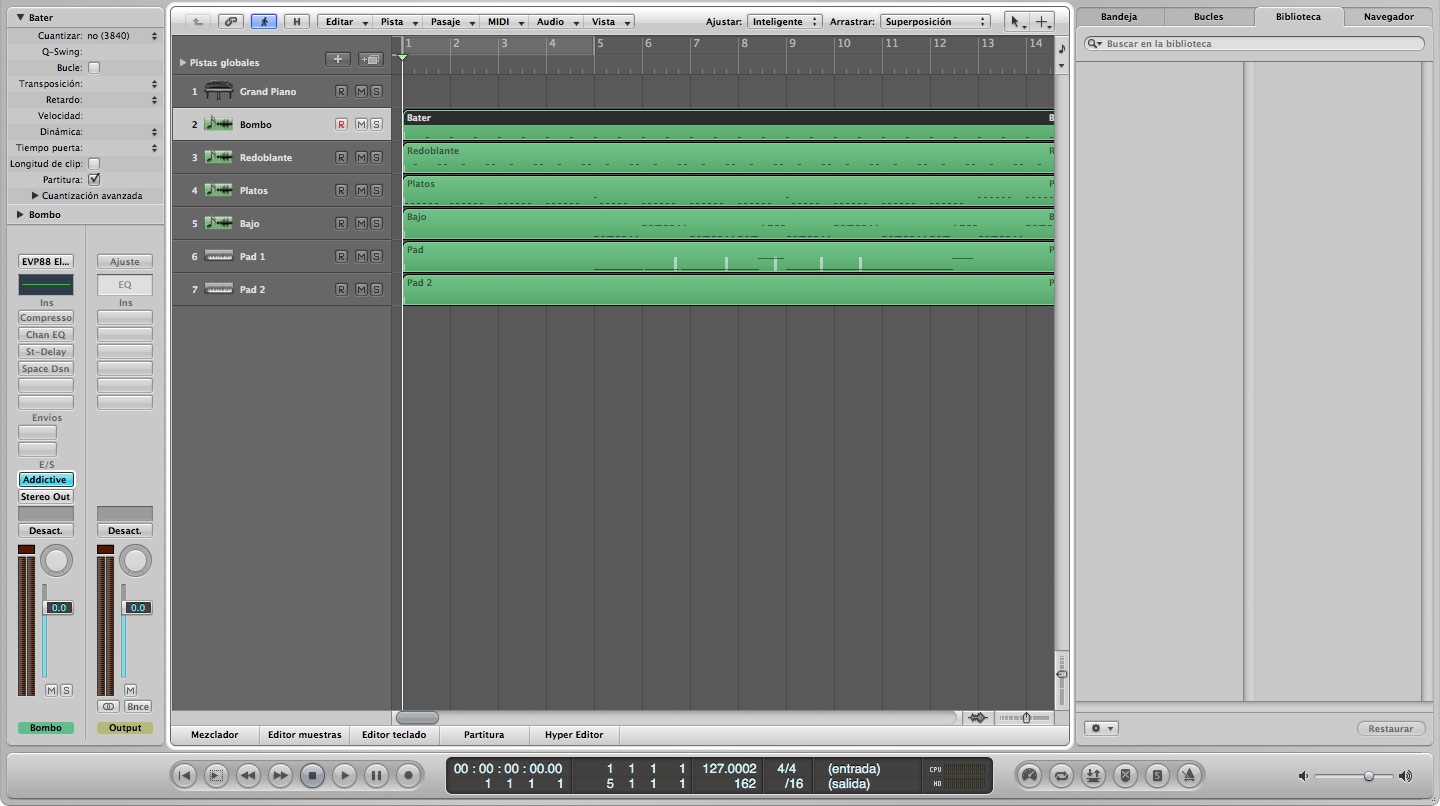 Bater
Cuantizar: no (3840)
Q-Swing:
Bucle:
Transposición:
Retardo:
Velocidad:
Dinámica:
Tiempo puerta:
Longitud de clip:
Partitura:
Cuantización avanzada
Bombo
EVP88 El... Ajuste
EQ
Ins Ins
Compresso
Chan EQ
St-Delay
Space Dsn
Envíos
E/S
Addictive
Stereo Out
Desact. Desact.
0.0 0.0
M S M
Bnce
Bombo Output
H Editar Pista Pasaje MIDI Audio Vista Ajustar: Inteligente Arrastrar: Superposición
1 2 3 4 5 6 7 8 9 10 11 12 13 14
Pistas globales
1 Grand Piano R M S
2 Bombo R M S Bater B
3 Redoblante R M S Redoblante R
4 Platos R M S Platos P
5 Bajo R M S Bajo B
6 Pad 1 R M S Pad P
7 Pad 2 R M S Pad 2 P
Mezclador Editor muestras Editor teclado Partitura Hyper Editor
Bandeja Bucles Biblioteca Navegador
Buscar en la biblioteca
Restaurar
00 : 00 : 00 : 00.00 1 1 1 1 127.0002 4/4 (entrada) CPU
1 1 1 1 5 1 1 1 162 /16 (salida) HD
S